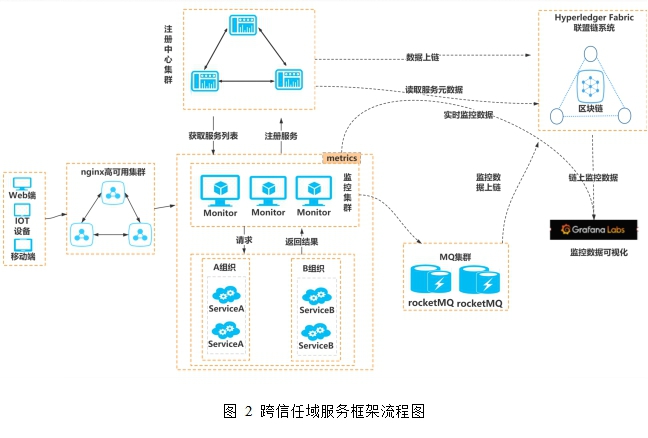 注册中心集群
Hyperledger Fabric
联盟链系统
区块链
数据上链
读取服务元数据
实时监控数据
获取服务列表
注册服务
metrics
nginx高可用集群
Web端
IOT
设备
移动端
Monitor
Monitor
Monitor
监控集群
监控
数据上链
链上监控数据
Grafana Labs
监控数据可视化
请求
返回结果
MQ集群
rocketMQ
rocketMQ
A组织
B组织
ServiceA
ServiceB
ServiceA
ServiceB
图 2 跨信任域服务框架流程图